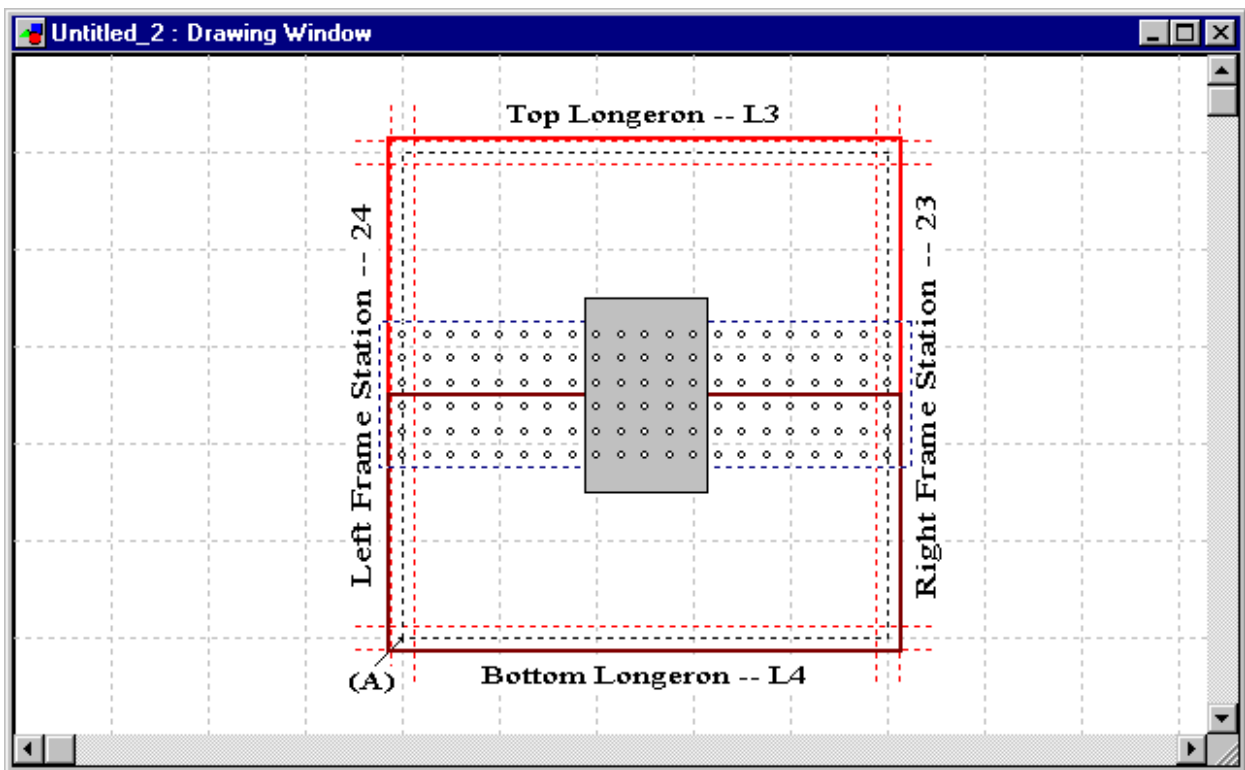 Untitled_2 : Drawing Window
Top Longeron -- L3
Left Frame Station -- 24
Right Frame Station -- 23
(A)
Bottom Longeron -- L4